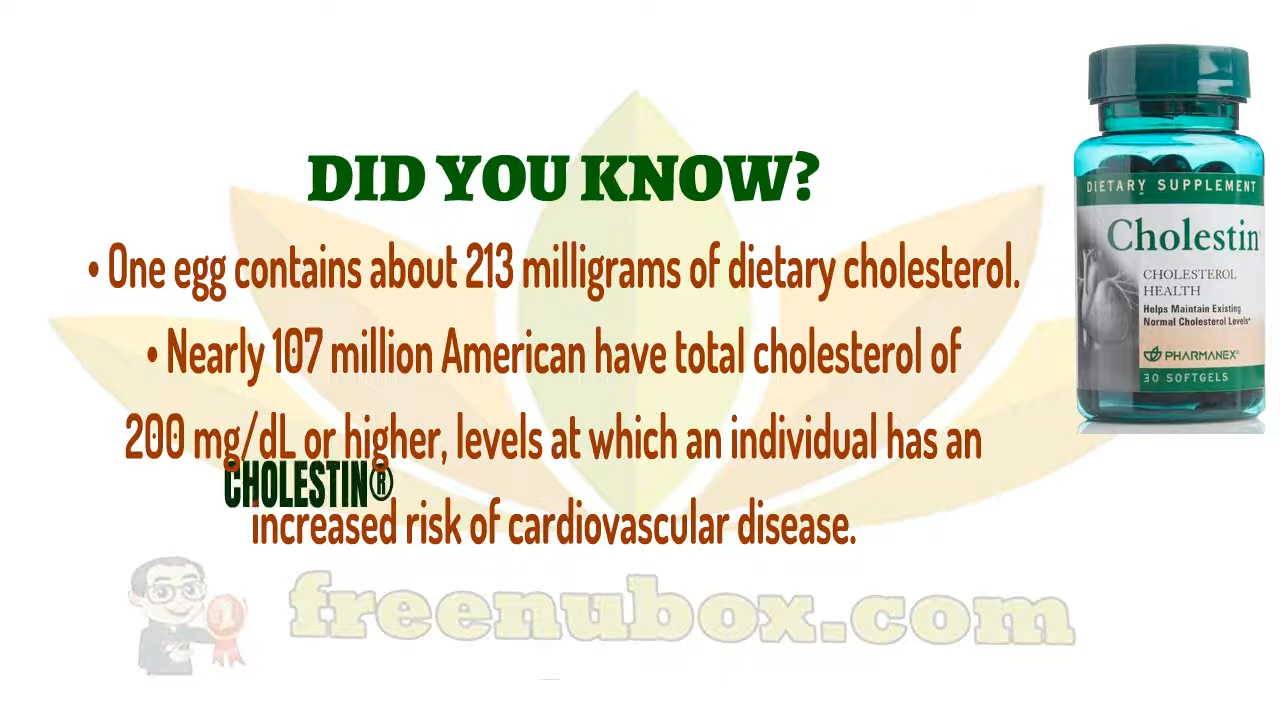 DID YOU KNOW?
• One egg contains about 213 milligrams of dietary cholesterol.
• Nearly 107 million American have total cholesterol of
200 mg/dL or higher, levels at which an individual has an
increased risk of cardiovascular disease.
CHOLESTIN®
DIETARY SUPPLEMENT
Cholestin®
CHOLESTEROL
HEALTH
Helps Maintain Existing
Normal Cholesterol Levels*
PHARMANEX®
30 SOFTGELS
1
freenubox.com